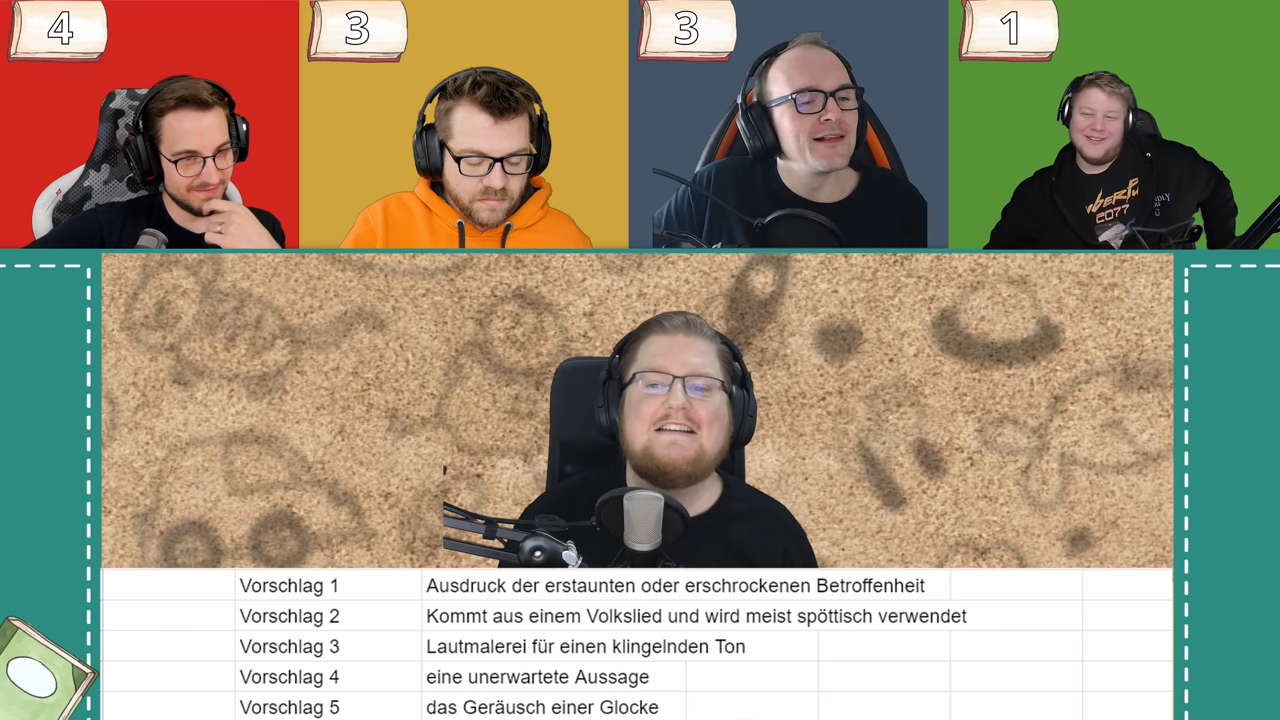 4
3
3
1
2077
Vorschlag 1 Ausdruck der erstaunten oder erschrockenen Betroffenheit
Vorschlag 2 Kommt aus einem Volkslied und wird meist spöttisch verwendet
Vorschlag 3 Lautmalerei für einen klingelnden Ton
Vorschlag 4 eine unerwartete Aussage
Vorschlag 5 das Geräusch einer Glocke